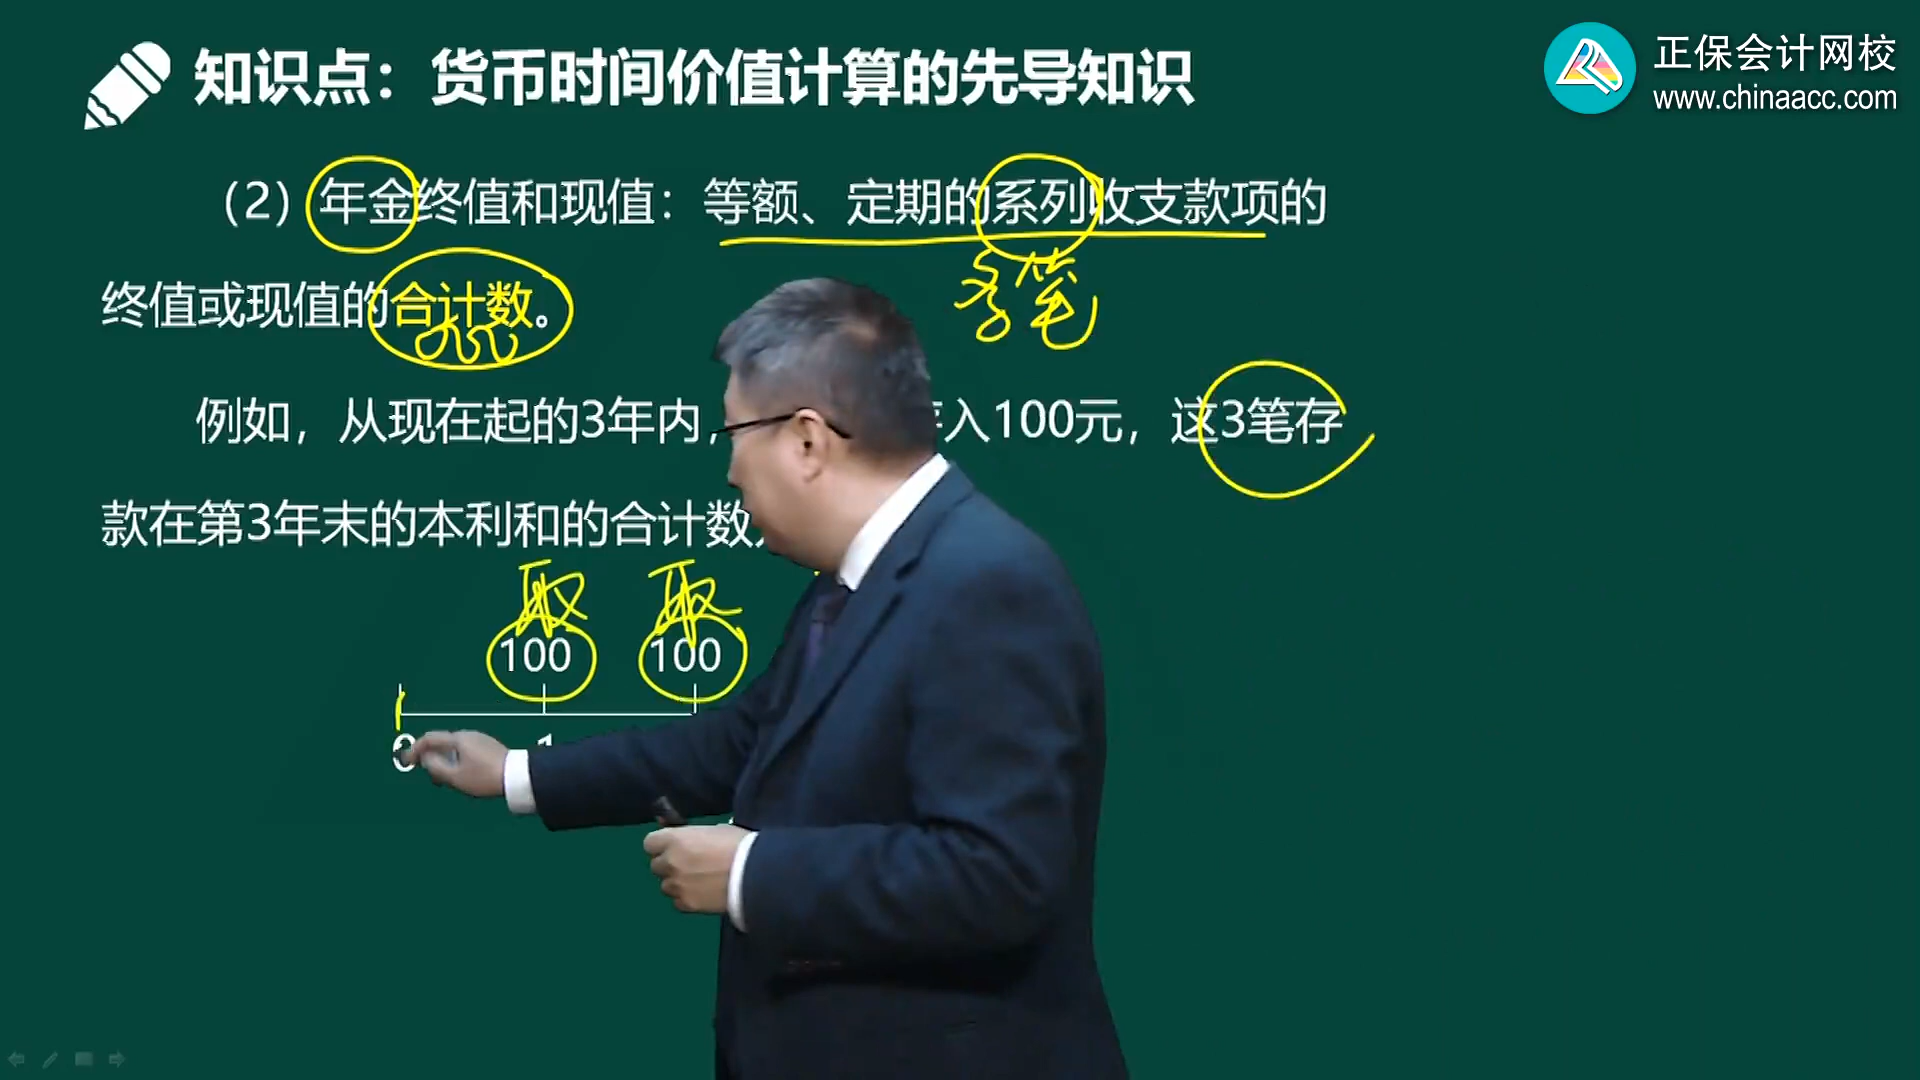 知识点：货币时间价值计算的先导知识
正保会计网校
www.chinaacc.com
（2）年金终值和现值：等额、定期的系列收支款项的
多笔
终值或现值的合计数。
例如，从现在起的3年内，
存入100元，这3笔存
款在第3年末的本利和的合计数
取 取
100 100
0 1